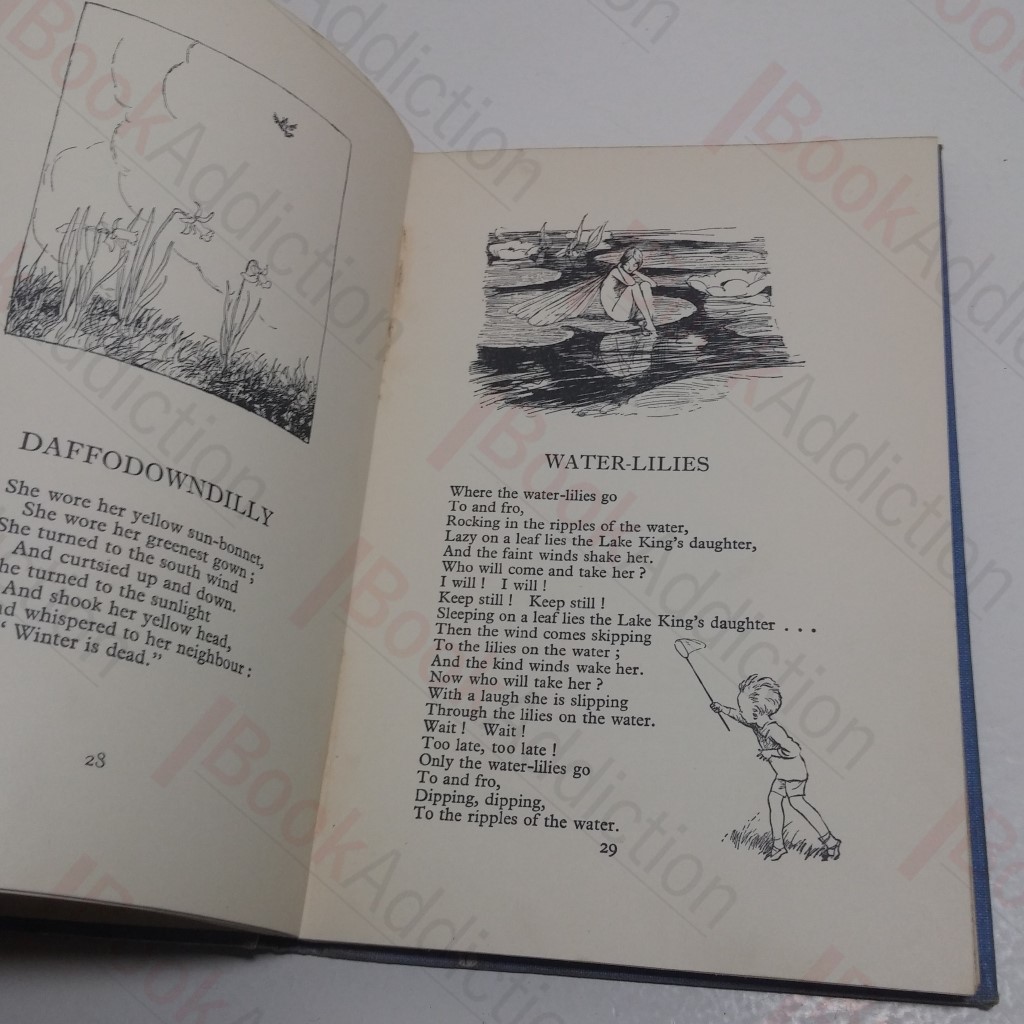 DAFFODOWNDILLY
She wore her yellow sun-bonnet,
She wore her greenest gown;
She turned to the south wind
And curtsied up and down.
he turned to the sunlight
And shook her yellow head,
whispered to her neighbour:
"Winter is dead."
28
WATER-LILIES
Where the water-lilies go
To and fro,
Rocking in the ripples of the water,
Lazy on a leaf lies the Lake King's daughter,
And the faint winds shake her.
Who will come and take her?
I will! I will!
Keep still! Keep still!
Sleeping on a leaf lies the Lake King's daughter . . .
Then the wind comes skipping
To the lilies on the water;
And the kind winds wake her.
Now who will take her?
With a laugh she is slipping
Through the lilies on the water.
Wait! Wait!
Too late, too late!
Only the water-lilies go
To and fro,
Dipping, dipping,
To the ripples of the water.
29
BookAddiction
BookAddiction
BookAddiction
BookAddiction
BookAddiction
BookAddiction